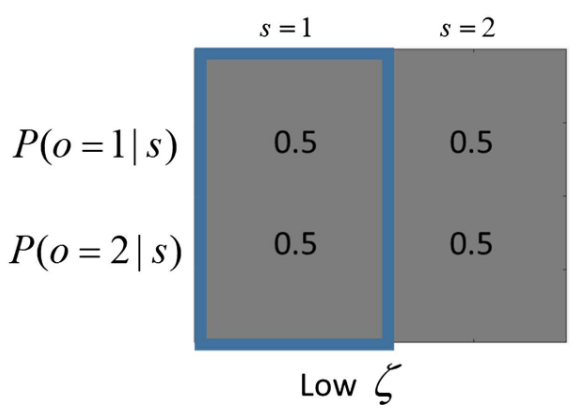 s = 1 s = 2
P(o = 1 | s) 0.5 0.5
P(o = 2 | s) 0.5 0.5
Low ζ